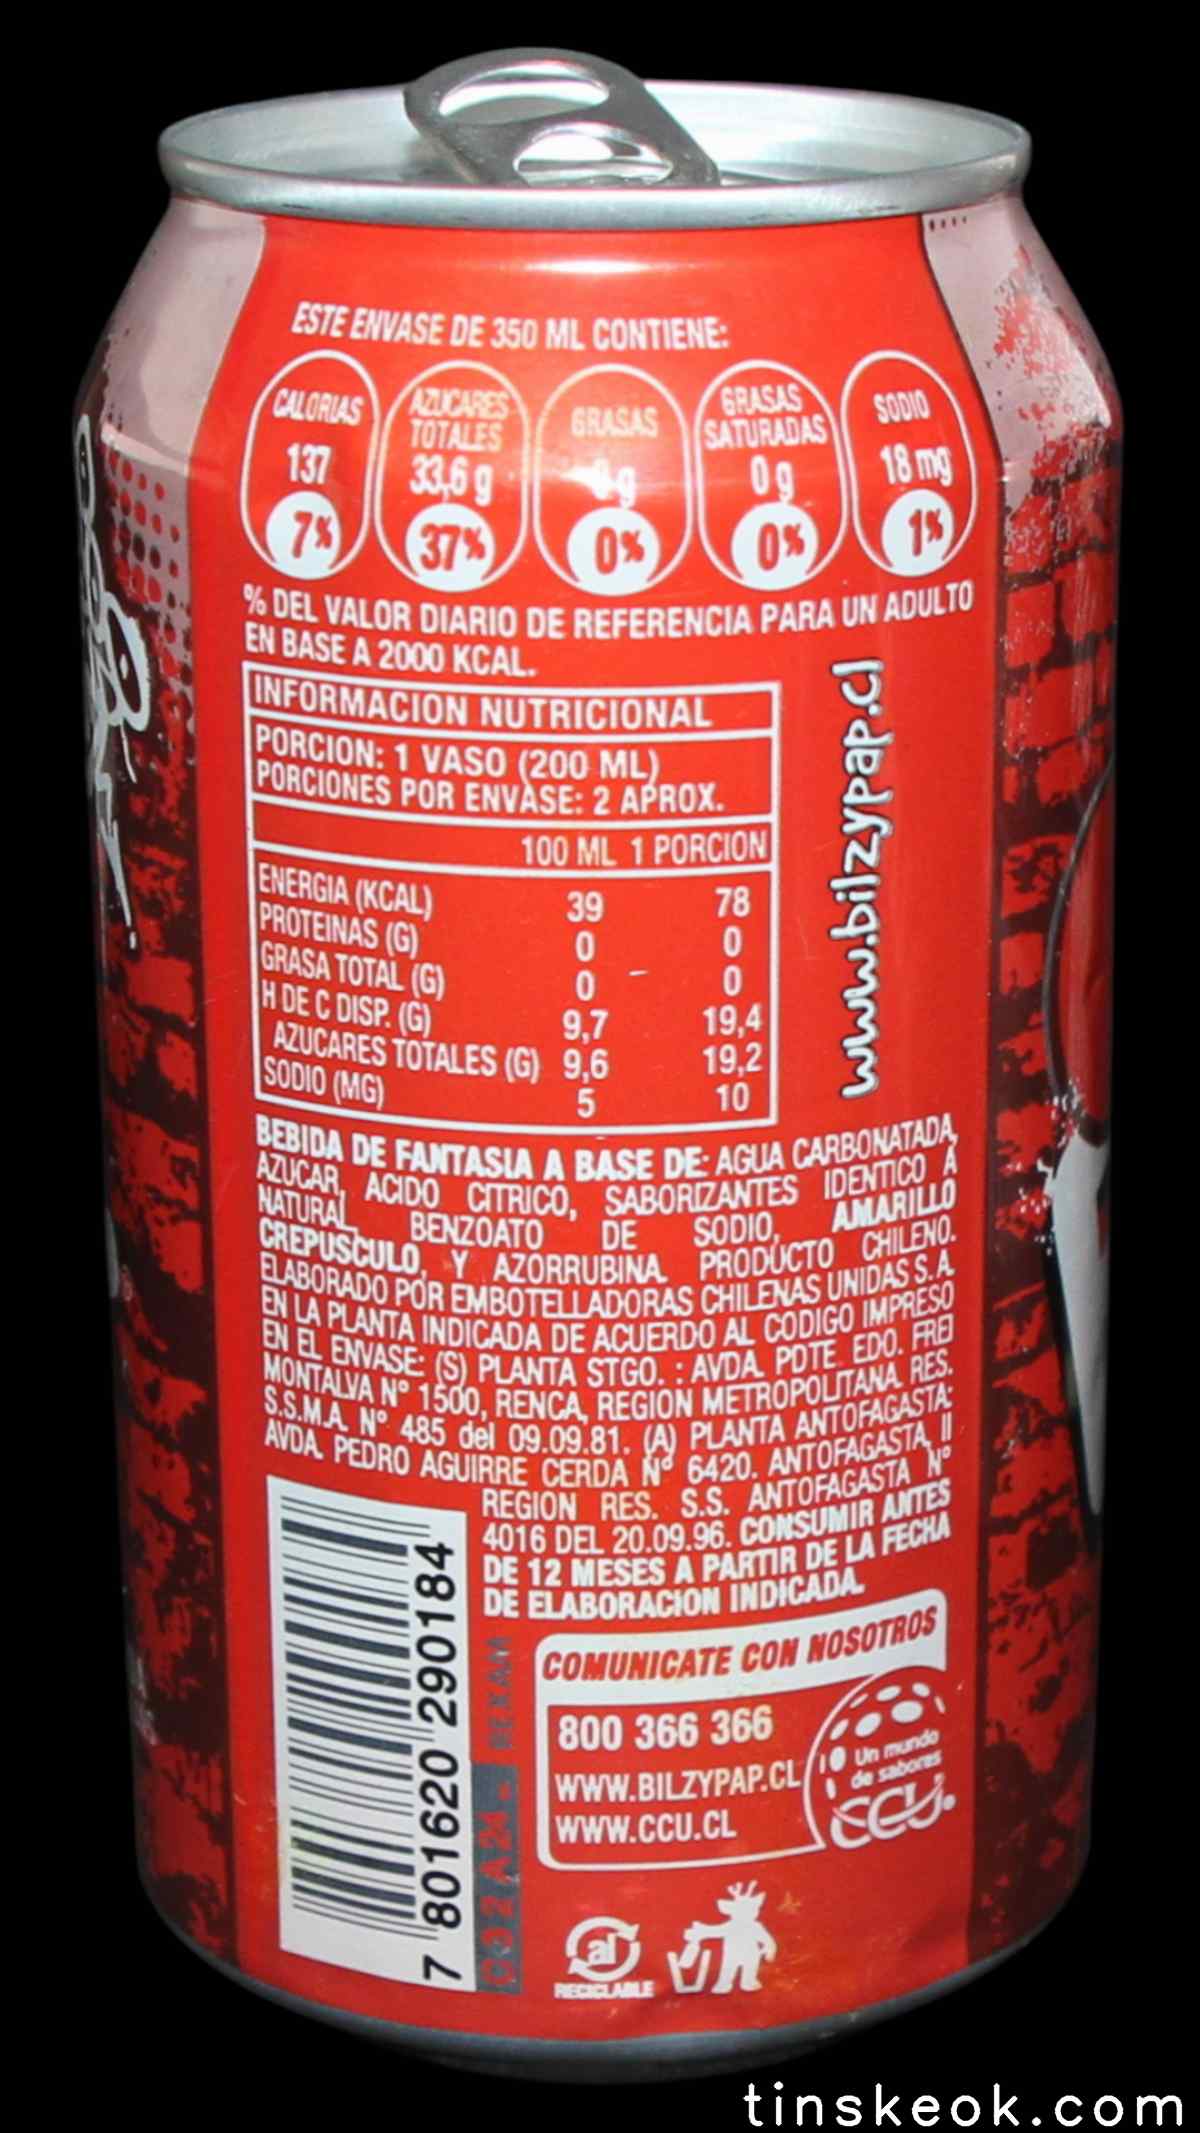 ESTE ENVASE DE 350 ML CONTIENE:
CALORIAS
137
7%
AZUCARES
TOTALES
33,6 g
37%
GRASAS
g
0%
GRASAS
SATURADAS
0 g
0%
SODIO
18 mg
1%
% DEL VALOR DIARIO DE REFERENCIA PARA UN ADULTO
EN BASE A 2000 KCAL.
INFORMACION NUTRICIONAL
PORCION: 1 VASO (200 ML)
PORCIONES POR ENVASE: 2 APROX.
100 ML 1 PORCION
ENERGIA (KCAL) 39 78
PROTEINAS (G) 0 0
GRASA TOTAL (G) 0 0
H DE C DISP. (G) 9,7 19,4
AZUCARES TOTALES (G) 9,6 19,2
SODIO (MG) 5 10
www.bilzypap.cl
BEBIDA DE FANTASIA A BASE DE: AGUA CARBONATADA,
AZUCAR, ACIDO CITRICO, SABORIZANTES IDENTICO A
NATURAL, BENZOATO DE SODIO, AMARILLO
CREPUSCULO, Y AZORRUBINA. PRODUCTO CHILENO.
ELABORADO POR EMBOTELLADORAS CHILENAS UNIDAS S.A.
EN LA PLANTA INDICADA DE ACUERDO AL CODIGO IMPRESO
EN EL ENVASE: (S) PLANTA STGO. : AVDA. PDTE. EDO. FREI
MONTALVA Nº 1500, RENCA, REGION METROPOLITANA. RES.
S.S.M.A. Nº 485 del 09.09.81. (A) PLANTA ANTOFAGASTA:
AVDA. PEDRO AGUIRRE CERDA Nº 6420. ANTOFAGASTA, II
REGION RES. S.S. ANTOFAGASTA Nº
4016 DEL 20.09.96. CONSUMIR ANTES
DE 12 MESES A PARTIR DE LA FECHA
DE ELABORACION INDICADA.
7 801620 290184
REXAM
COMUNICATE CON NOSOTROS
800 366 366
WWW.BILZYPAP.CL
WWW.CCU.CL
Un mundo
de sabores
CCU.
al
RECICLABLE
tinskeok.com